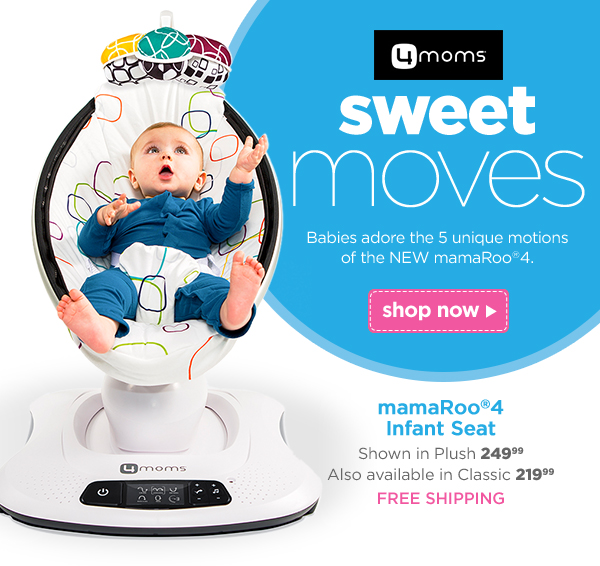 4moms
sweet
moves
Babies adore the 5 unique motions
of the NEW mamaRoo®4.
shop now ▶
mamaRoo®4
Infant Seat
Shown in Plush 249⁹⁹
Also available in Classic 219⁹⁹
FREE SHIPPING
4moms